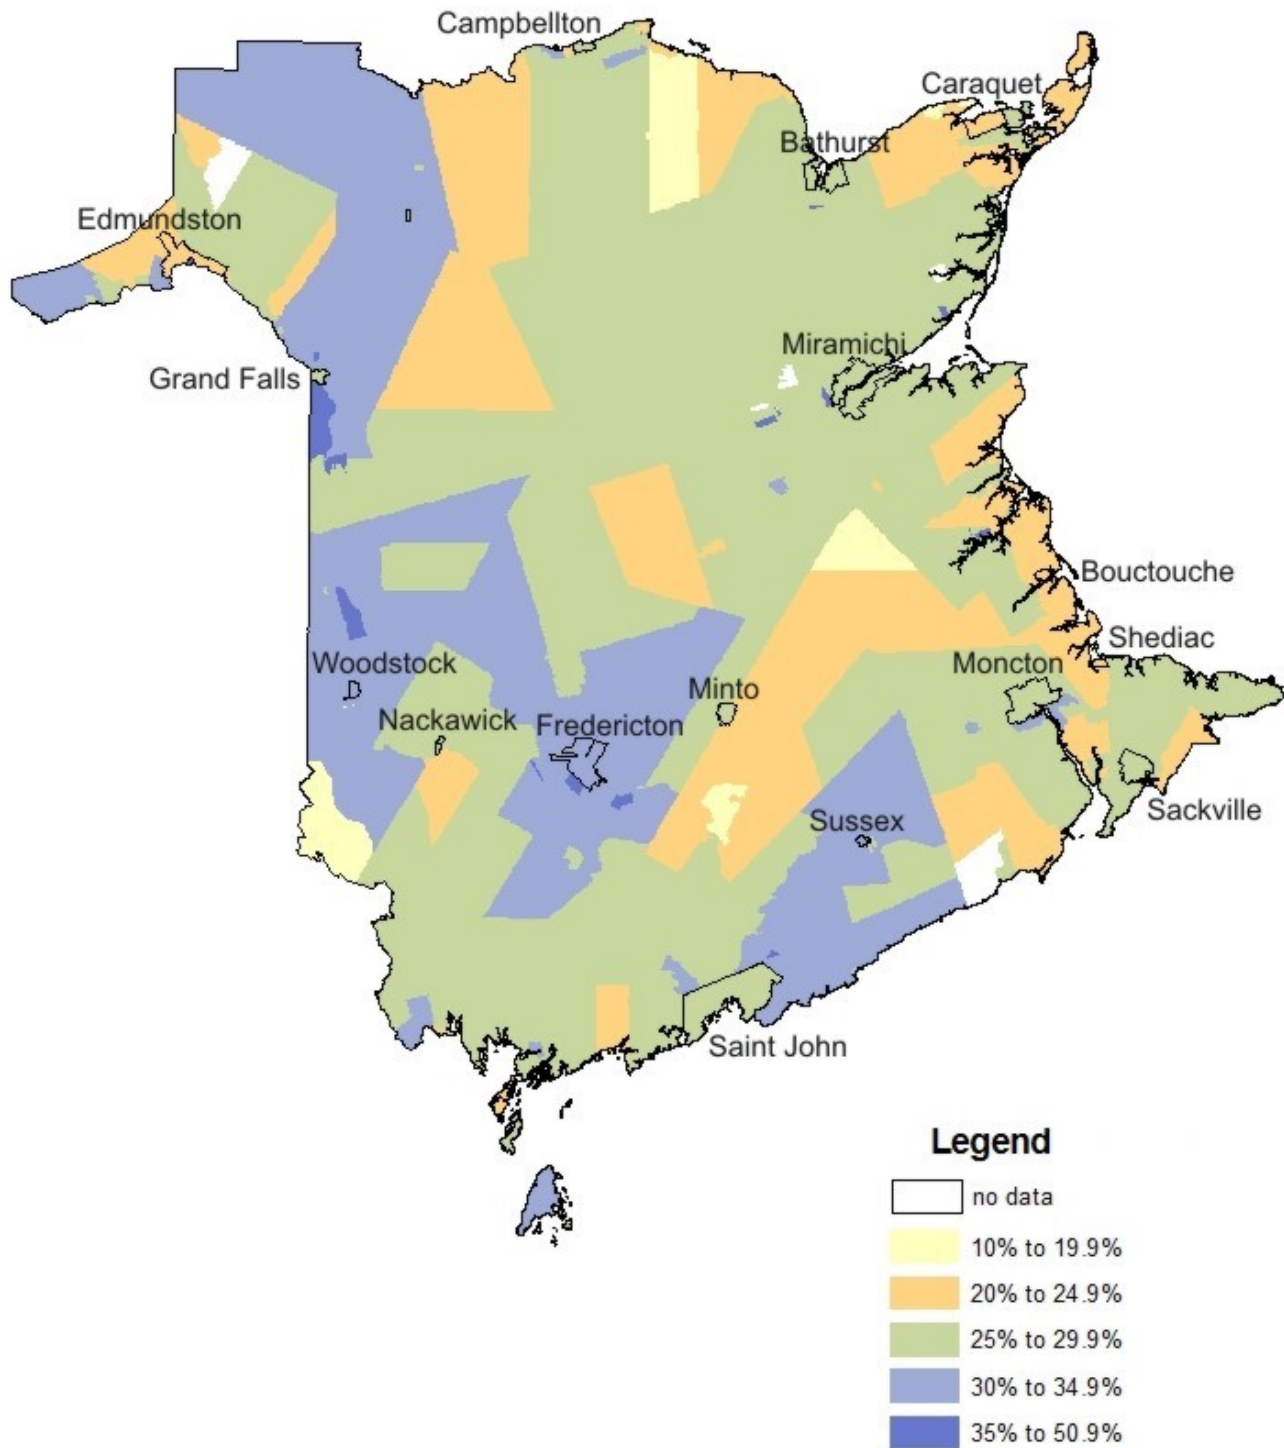 Campbellton
Caraquet
Bathurst
Edmundston
Miramichi
Grand Falls
Bouctouche
Shediac
Woodstock
Moncton
Minto
Nackawick
Fredericton
Sackville
Sussex
Saint John
Legend
no data
10% to 19.9%
20% to 24.9%
25% to 29.9%
30% to 34.9%
35% to 50.9%